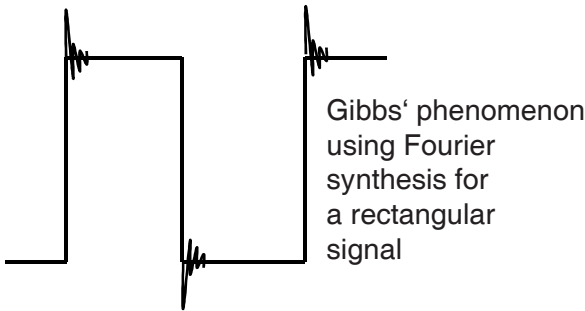 Gibbs‘ phenomenon
using Fourier
synthesis for
a rectangular
signal